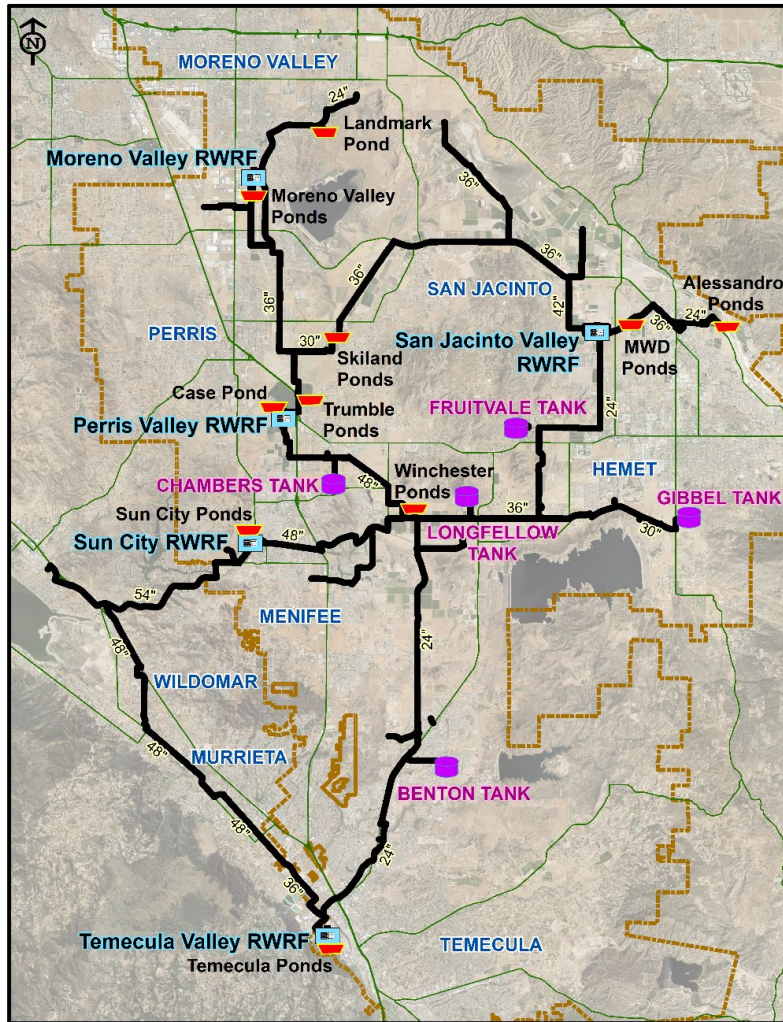 N
MORENO VALLEY
24"
Landmark
Pond
Moreno Valley RWRF
Moreno Valley
Ponds
36"
36"
36"
36"
SAN JACINTO
42"
Alessandro
Ponds
24"
36"
PERRIS
30"
Skiland
Ponds
San Jacinto Valley
RWRF
MWD
Ponds
Case Pond
Trumble
Ponds
24"
FRUITVALE TANK
Perris Valley RWRF
HEMET
CHAMBERS TANK
48"
Winchester
Ponds
GIBBEL TANK
Sun City Ponds
36"
30"
Sun City RWRF
48"
LONGFELLOW
TANK
54"
MENIFEE
24"
48"
WILDOMAR
48"
MURRIETA
BENTON TANK
48"
24"
36"
Temecula Valley RWRF
TEMECULA
Temecula Ponds